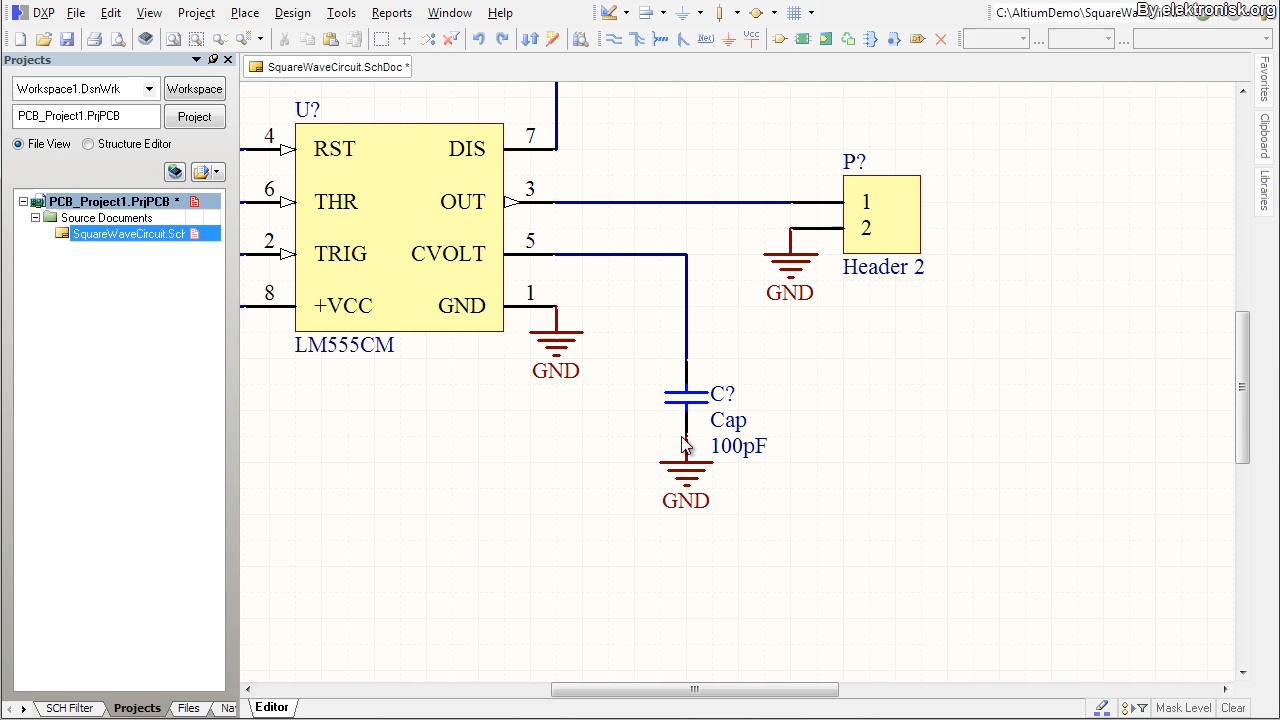 DXP File Edit View Project Place Design Tools Reports Window Help
By elektronisk.org
Projects
SquareWaveCircuit.SchDoc *
Workspace1.DsnWrk Workspace
PCB_Project1.PrjPCB Project
File View Structure Editor
PCB_Project1.PrjPCB *
Source Documents
SquareWaveCircuit.Sch
U?
4 RST DIS 7
6 THR OUT 3
2 TRIG CVOLT 5
8 +VCC GND 1
LM555CM
GND
P?
1
2
Header 2
GND
C?
Cap
100pF
GND
Favorites
Clipboard
Libraries
SCH Filter Projects Files Na
Editor
Mask Level Clear
Net
VCC